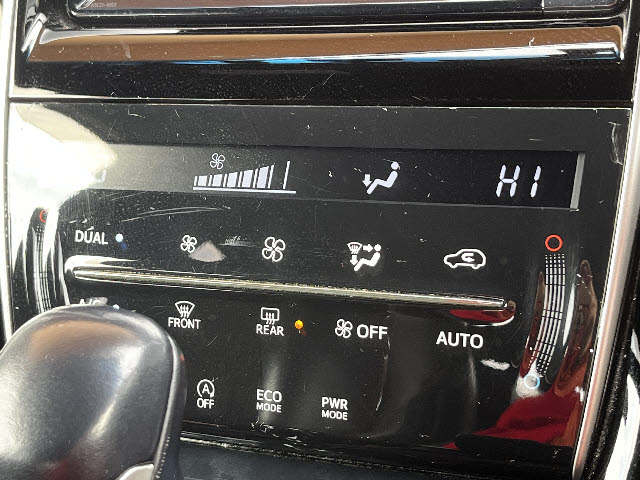 HI
DUAL
FRONT
REAR
OFF
AUTO
A
OFF
ECO
MODE
PWR
MODE